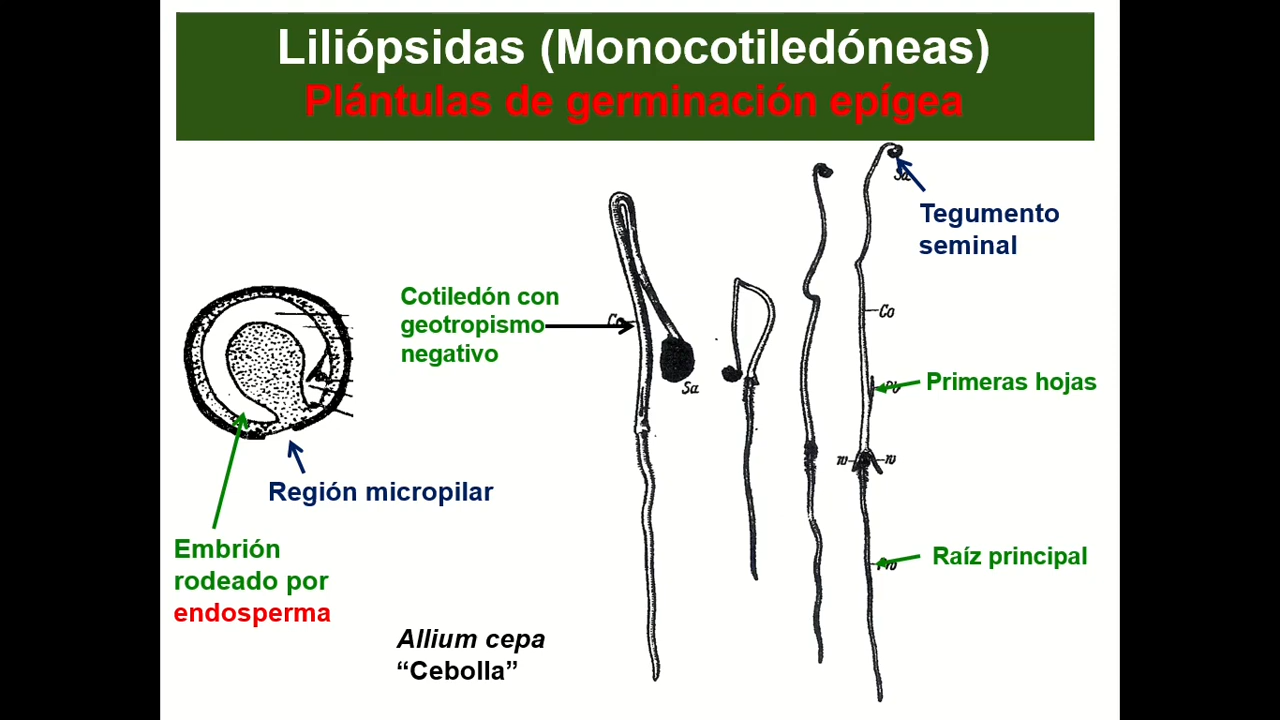 Liliópsidas (Monocotiledóneas)
Plántulas de germinación epígea
Tegumento
seminal
Cotiledón con
geotropismo
negativo
Sa
Co
Primeras hojas
w
w
Región micropilar
Embrión
rodeado por
endosperma
Raíz principal
Allium cepa
“Cebolla”